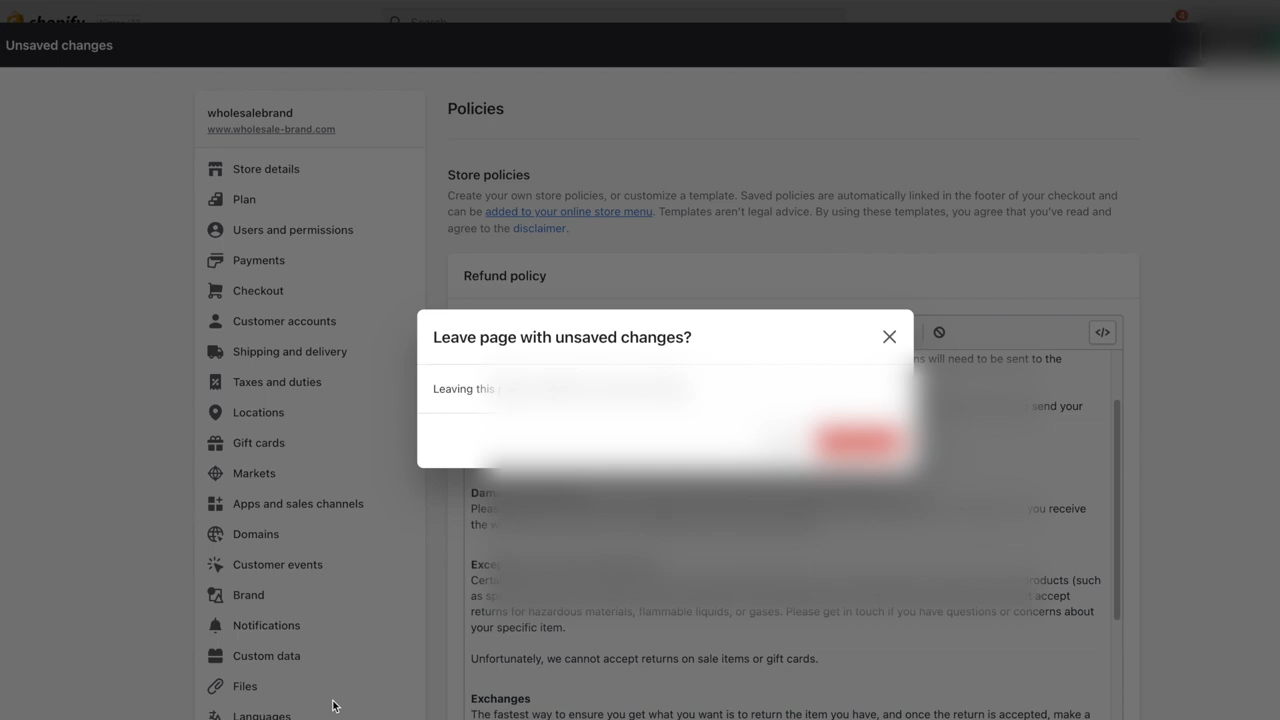 Search
4
Unsaved changes
wholesalebrand
www.wholesale-brand.com
Store details
Plan
Users and permissions
Payments
Checkout
Customer accounts
Shipping and delivery
Taxes and duties
Locations
Gift cards
Markets
Apps and sales channels
Domains
Customer events
Brand
Notifications
Custom data
Files
Languages
Policies
Store policies
Create your own store policies, or customize a template. Saved policies are automatically linked in the footer of your checkout and
can be added to your online store menu. Templates aren't legal advice. By using these templates, you agree that you've read and
agree to the disclaimer.
Refund policy
</>
ns will need to be sent to the
send your
Leave page with unsaved changes?
Leaving this
you receive
the
products (such
as accept
returns for hazardous materials, flammable liquids, or gases. Please get in touch if you have questions or concerns about
your specific item.
Unfortunately, we cannot accept returns on sale items or gift cards.
Exchanges
The fastest way to ensure you get what you want is to return the item you have, and once the return is accepted, make a